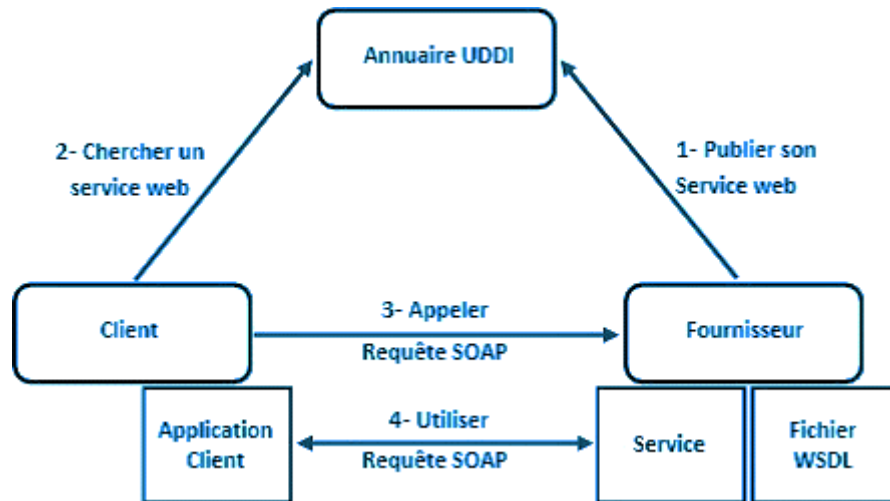 Annuaire UDDI
2- Chercher un
service web
1- Publier son
Service web
Client
3- Appeler
Requête SOAP
Fournisseur
Application
Client
4- Utiliser
Requête SOAP
Service
Fichier
WSDL